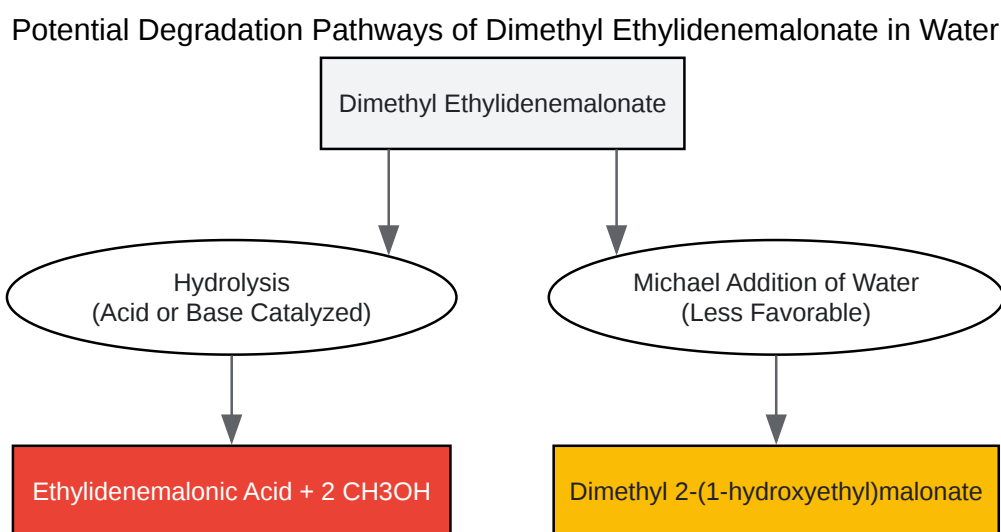 Potential Degradation Pathways of Dimethyl Ethylidenemalonate in Water
Dimethyl Ethylidenemalonate
Hydrolysis
(Acid or Base Catalyzed)
Michael Addition of Water
(Less Favorable)
Ethylidenemalonic Acid + 2 CH3OH
Dimethyl 2-(1-hydroxyethyl)malonate